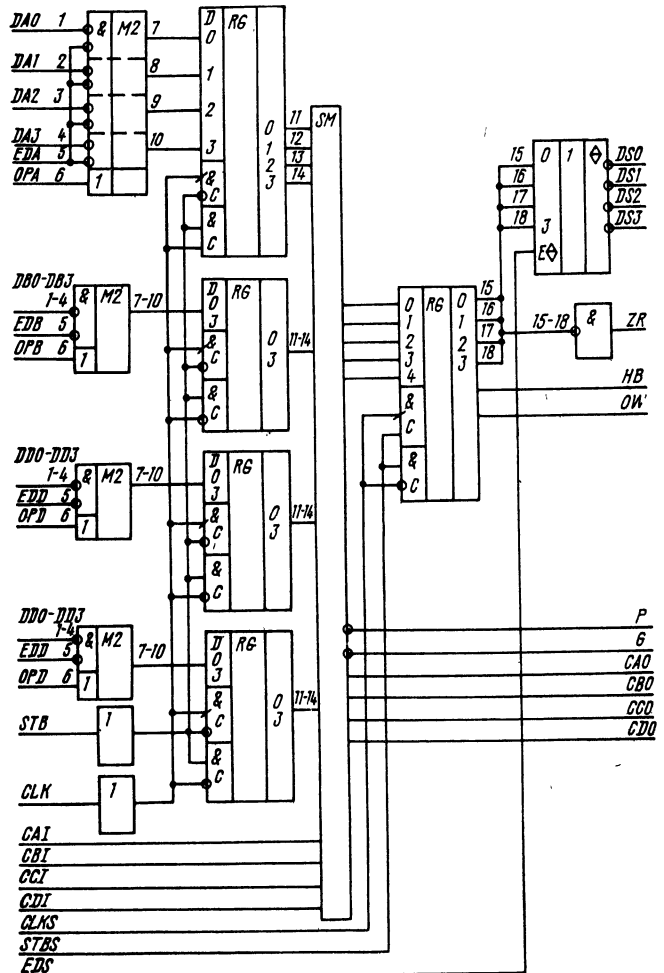 DA0 1 & M2 7 D RG
0
DA1 2 8 1
DA2 3 9 2 11 SM
0 12
DA3 4 10 3 1 13
EDA 5 2 14
OPA 6 1 3
&
C
&
C
15 0 1 ◇ DS0
16 DS1
17 DS2
18 3 DS3
E◇
DB0-DB3
1-4 & M2 7-10 D RG
EDB 5 0
OPB 6 1 3 0 11-14
& 3
C
&
C
0 RG 0 15
1 1 16
2 2 17
3 3 18
4
&
C
&
C
15-18 & ZR
HB
OW
DD0-DD3
1-4 & M2 7-10 D RG
EDD 5 0
OPD 6 1 3 0 11-14
& 3
C
&
C
DD0-DD3
1-4 & M2 7-10 D RG
EDD 5 0
OPD 6 1 3 0 11-14
& 3
C
&
C
P
G
CA0
CB0
CC0
CD0
STB 1
CLK 1
CAI
CBI
CCI
CDI
CLKS
STBS
EDS